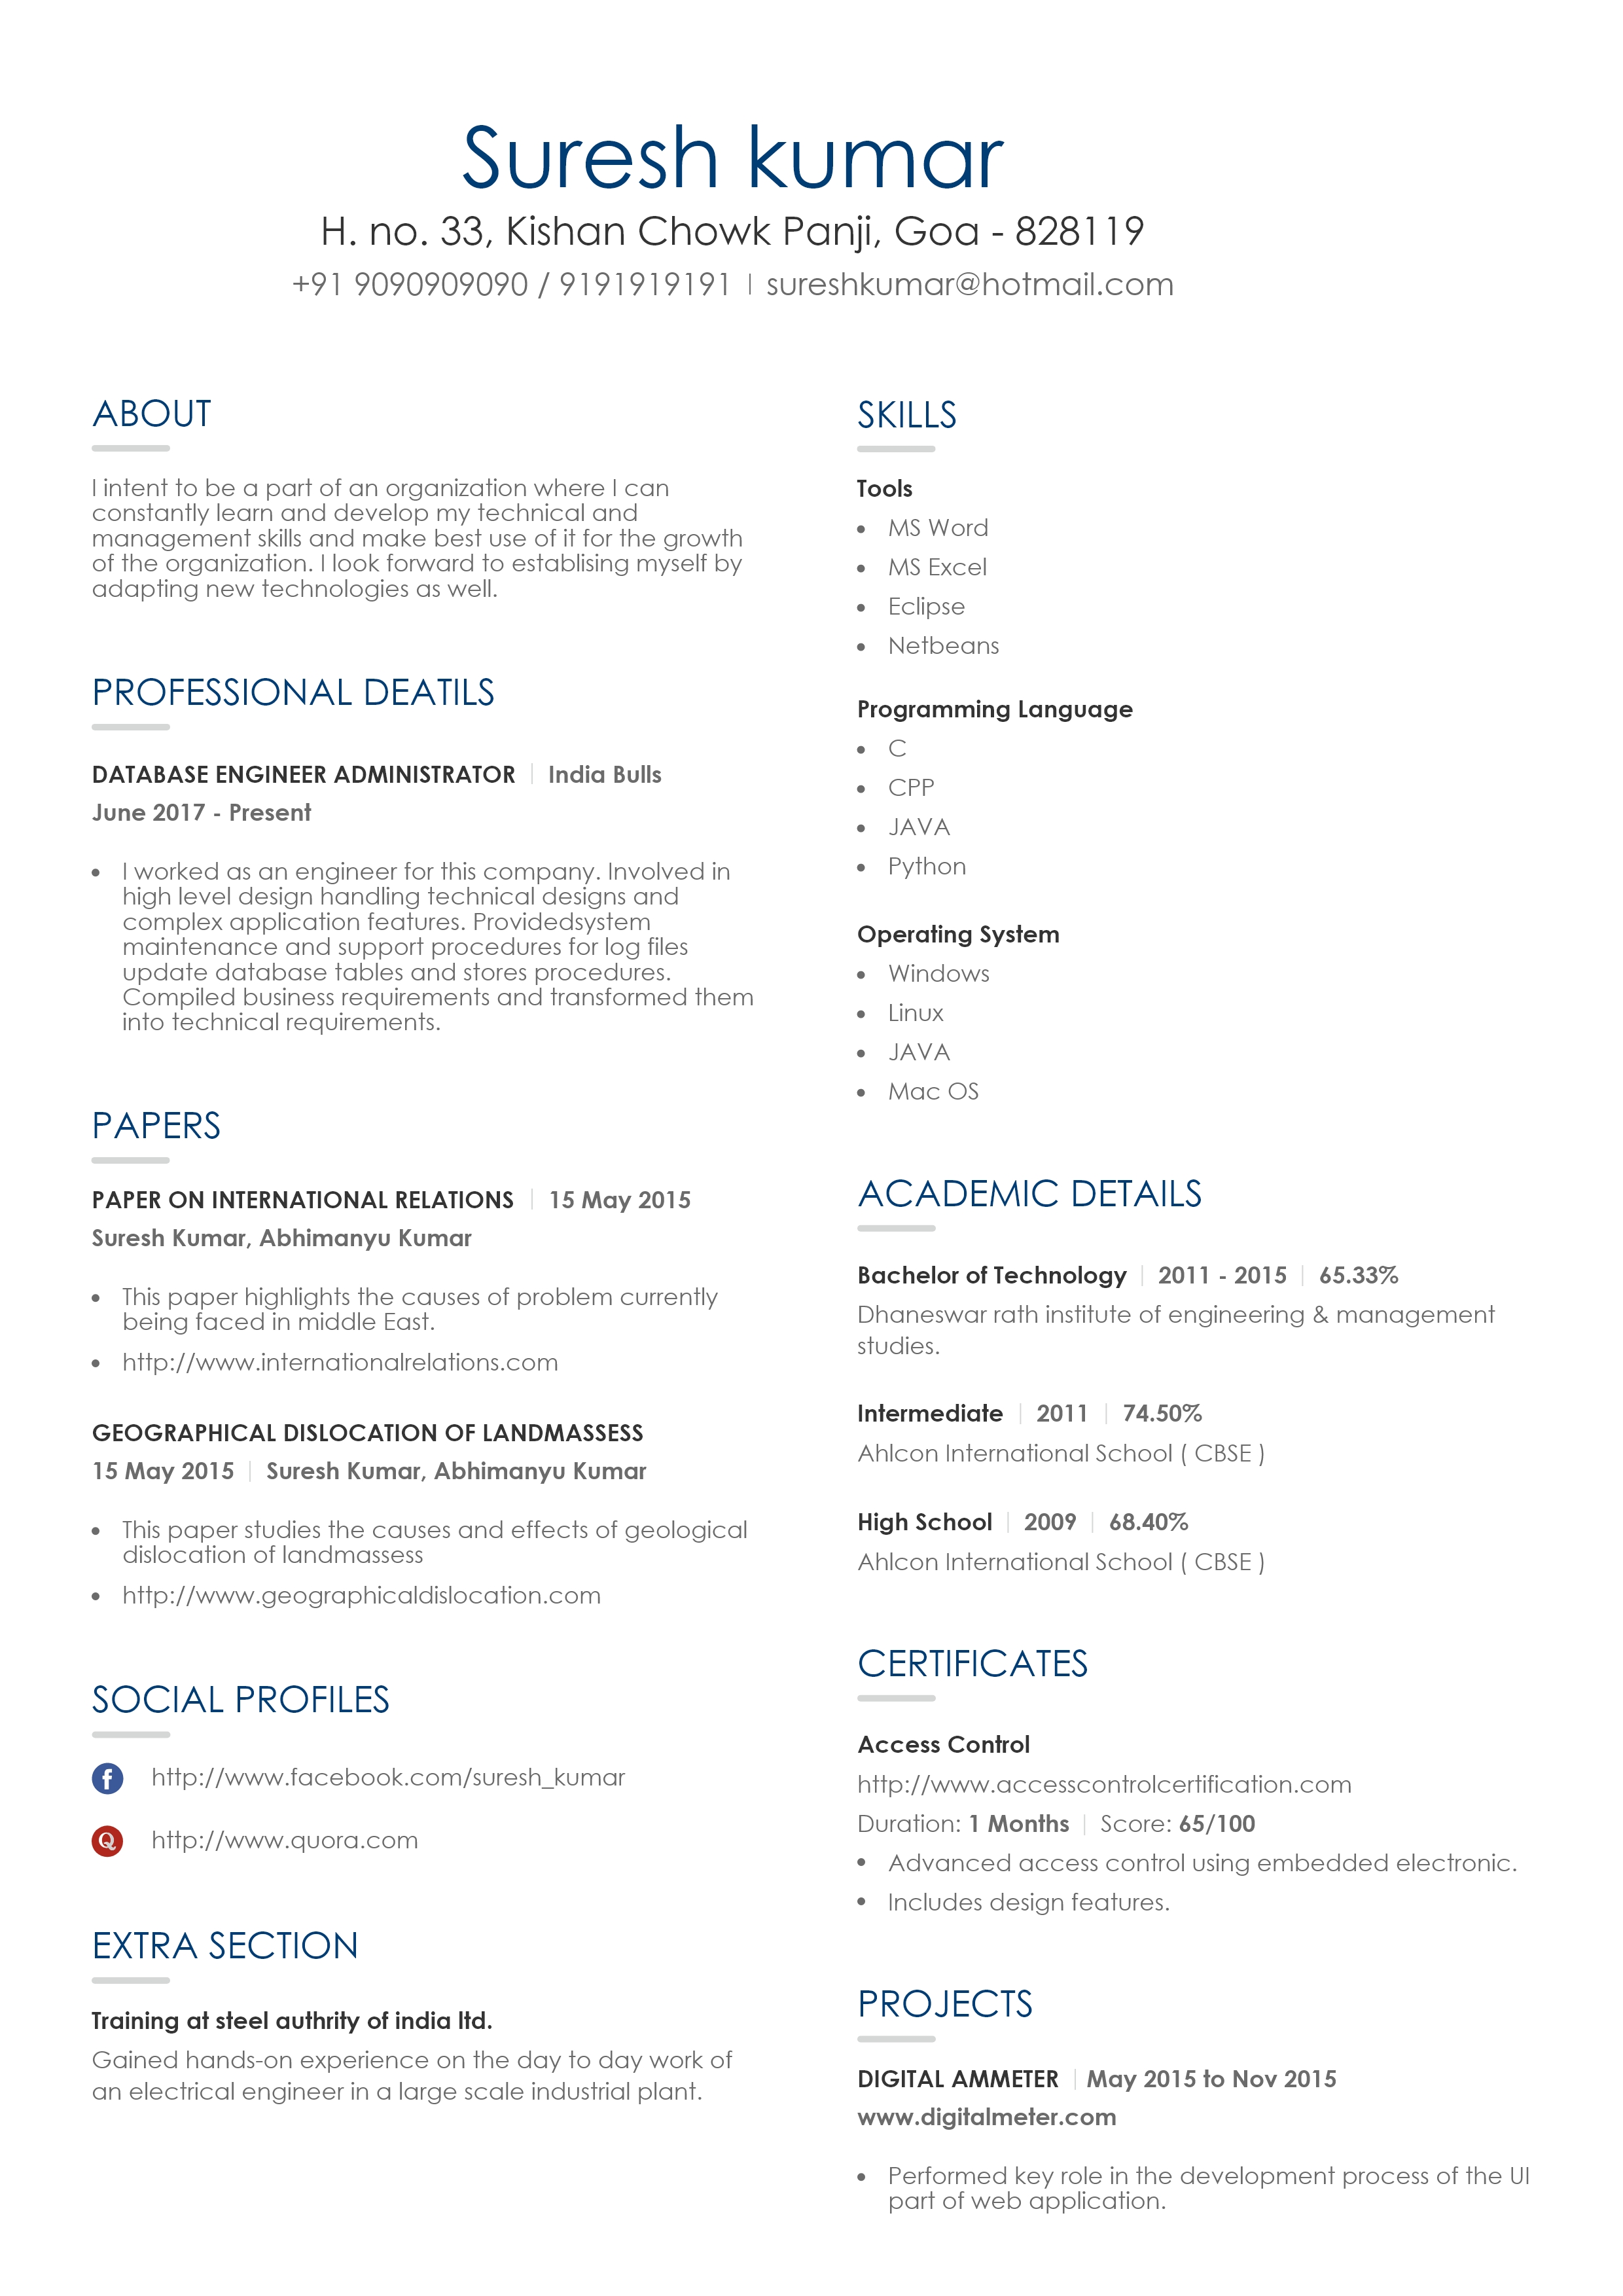 Suresh kumar
H. no. 33, Kishan Chowk Panji, Goa - 828119
+91 9090909090 / 9191919191 | sureshkumar@hotmail.com
ABOUT
I intent to be a part of an organization where I can
constantly learn and develop my technical and
management skills and make best use of it for the growth
of the organization. I look forward to establising myself by
adapting new technologies as well.
PROFESSIONAL DEATILS
DATABASE ENGINEER ADMINISTRATOR | India Bulls
June 2017 - Present
• I worked as an engineer for this company. Involved in
high level design handling technical designs and
complex application features. Providedsystem
maintenance and support procedures for log files
update database tables and stores procedures.
Compiled business requirements and transformed them
into technical requirements.
PAPERS
PAPER ON INTERNATIONAL RELATIONS | 15 May 2015
Suresh Kumar, Abhimanyu Kumar
• This paper highlights the causes of problem currently
being faced in middle East.
• http://www.internationalrelations.com
GEOGRAPHICAL DISLOCATION OF LANDMASSESS
15 May 2015 | Suresh Kumar, Abhimanyu Kumar
• This paper studies the causes and effects of geological
dislocation of landmassess
• http://www.geographicaldislocation.com
SOCIAL PROFILES
f http://www.facebook.com/suresh_kumar
Q http://www.quora.com
EXTRA SECTION
Training at steel authrity of india ltd.
Gained hands-on experience on the day to day work of
an electrical engineer in a large scale industrial plant.
SKILLS
Tools
• MS Word
• MS Excel
• Eclipse
• Netbeans
Programming Language
• C
• CPP
• JAVA
• Python
Operating System
• Windows
• Linux
• JAVA
• Mac OS
ACADEMIC DETAILS
Bachelor of Technology | 2011 - 2015 | 65.33%
Dhaneswar rath institute of engineering & management
studies.
Intermediate | 2011 | 74.50%
Ahlcon International School ( CBSE )
High School | 2009 | 68.40%
Ahlcon International School ( CBSE )
CERTIFICATES
Access Control
http://www.accesscontrolcertification.com
Duration: 1 Months | Score: 65/100
• Advanced access control using embedded electronic.
• Includes design features.
PROJECTS
DIGITAL AMMETER | May 2015 to Nov 2015
www.digitalmeter.com
• Performed key role in the development process of the UI
part of web application.